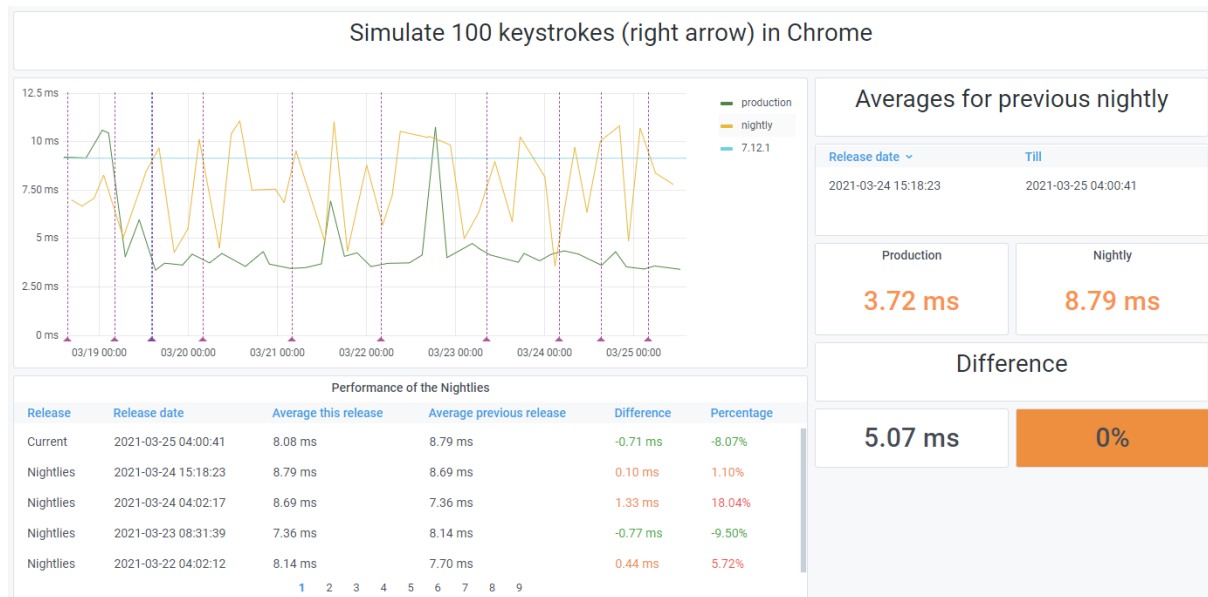 Simulate 100 keystrokes (right arrow) in Chrome
12.5 ms
10 ms
7.50 ms
5 ms
2.50 ms
0 ms
03/19 00:00 03/20 00:00 03/21 00:00 03/22 00:00 03/23 00:00 03/24 00:00 03/25 00:00
production
nightly
7.12.1
Averages for previous nightly
Release date Till
2021-03-24 15:18:23 2021-03-25 04:00:41
Production Nightly
3.72 ms 8.79 ms
Difference
5.07 ms 0%
Performance of the Nightlies
Release Release date Average this release Average previous release Difference Percentage
Current 2021-03-25 04:00:41 8.08 ms 8.79 ms -0.71 ms -8.07%
Nightlies 2021-03-24 15:18:23 8.79 ms 8.69 ms 0.10 ms 1.10%
Nightlies 2021-03-24 04:02:17 8.69 ms 7.36 ms 1.33 ms 18.04%
Nightlies 2021-03-23 08:31:39 7.36 ms 8.14 ms -0.77 ms -9.50%
Nightlies 2021-03-22 04:02:12 8.14 ms 7.70 ms 0.44 ms 5.72%
1 2 3 4 5 6 7 8 9